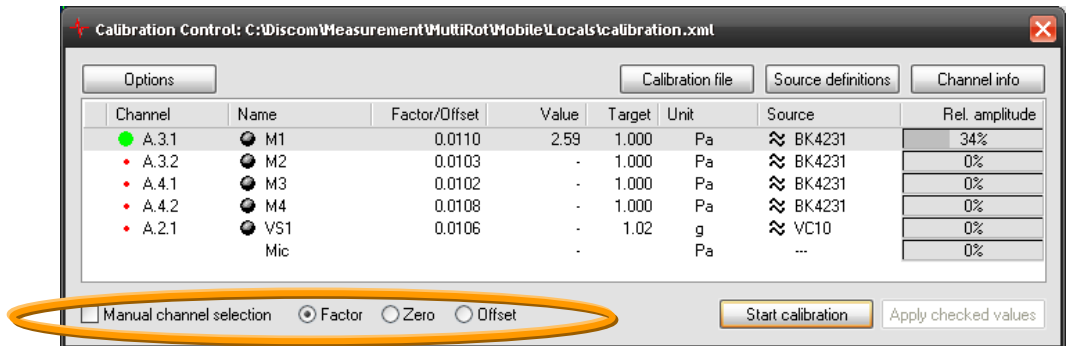 Calibration Control: C:\Discom\Measurement\MuttiRot\Mobile\Locals\calibration.xml
Options Calibration file Source definitions Channel info
Channel Name Factor/Offset Value Target Unit Source Rel. amplitude
A.3.1 M1 0.0110 2.59 1.000 Pa BK4231 34%
A.3.2 M2 0.0103 - 1.000 Pa BK4231 0%
A.4.1 M3 0.0102 - 1.000 Pa BK4231 0%
A.4.2 M4 0.0108 - 1.000 Pa BK4231 0%
A.2.1 VS1 0.0106 - 1.02 g VC10 0%
Mic - Pa --- 0%
Manual channel selection Factor Zero Offset Start calibration Apply checked values